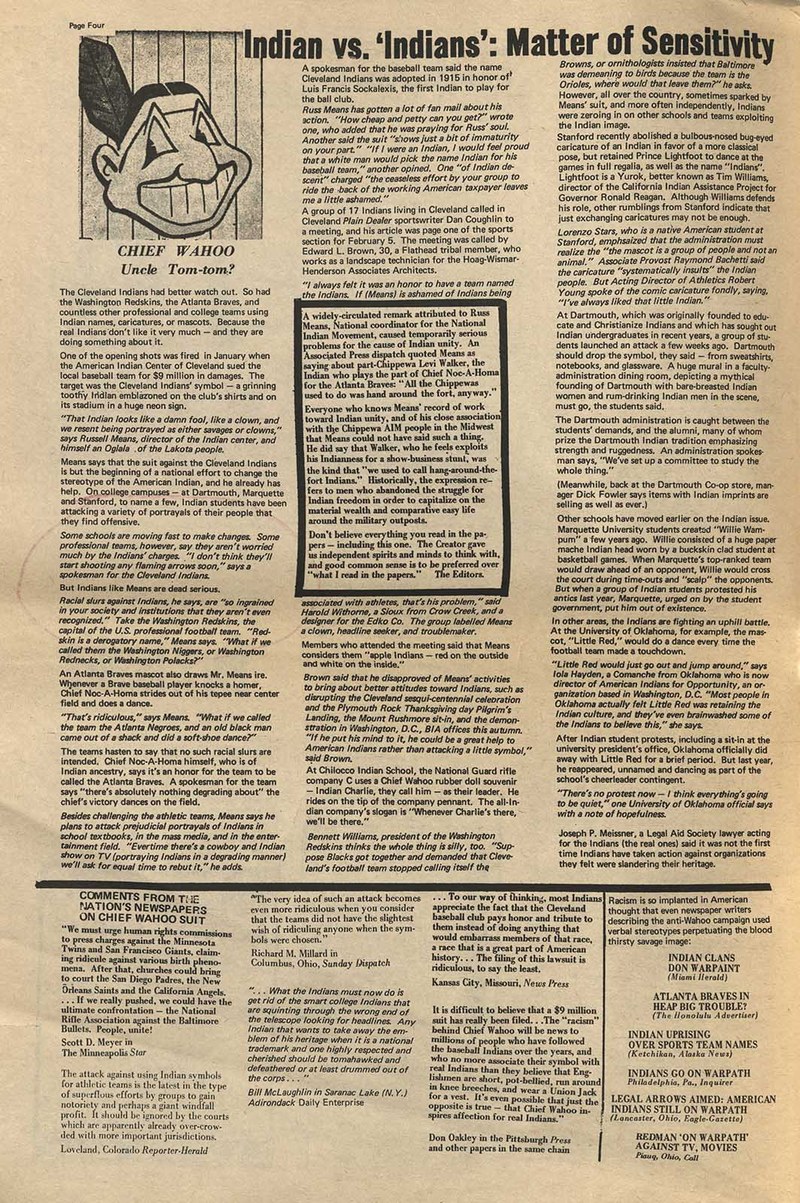 Page Four
Indian vs. 'Indians': Matter of Sensitivity
CHIEF WAHOO
Uncle Tom-tom?
The Cleveland Indians had better watch out. So had
the Washington Redskins, the Atlanta Braves, and
countless other professional and college teams using
Indian names, caricatures, or mascots. Because the
real Indians don't like it very much — and they are
doing something about it.
One of the opening shots was fired in January when
the American Indian Center of Cleveland sued the
local baseball team for $9 million in damages. The
target was the Cleveland Indians' symbol — a grinning
toothy Indian emblazoned on the club's shirts and on
its stadium in a huge neon sign.
"That Indian looks like a damn fool, like a clown, and
we resent being portrayed as either savages or clowns,"
says Russell Means, director of the Indian center, and
himself an Oglala of the Lakota people.
Means says that the suit against the Cleveland Indians
is but the beginning of a national effort to change the
stereotype of the American Indian, and he already has
help. On college campuses — at Dartmouth, Marquette
and Stanford, to name a few, Indian students have been
attacking a variety of portrayals of their people that
they find offensive.
Some schools are moving fast to make changes. Some
professional teams, however, say they aren't worried
much by the Indians' charges. "I don't think they'll
start shooting any flaming arrows soon," says a
spokesman for the Cleveland Indians.
But Indians like Means are dead serious.
Racial slurs against Indians, he says, are "so ingrained
in your society and institutions that they aren't even
recognized." Take the Washington Redskins, the
capital of the U.S. professional football team. "Red-
skin is a derogatory name," Means says. "What if we
called them the Washington Niggers, or Washington
Rednecks, or Washington Polacks?"
An Atlanta Braves mascot also draws Mr. Means ire.
Whenever a Brave baseball player knocks a homer,
Chief Noc-A-Homa strides out of his tepee near center
field and does a dance.
"That's ridiculous," says Means. "What if we called
the team the Atlanta Negroes, and an old black man
came out of a shack and did a soft-shoe dance?"
The teams hasten to say that no such racial slurs are
intended. Chief Noc-A-Homa himself, who is of
Indian ancestry, says it's an honor for the team to be
called the Atlanta Braves. A spokesman for the team
says "there's absolutely nothing degrading about" the
chief's victory dances on the field.
Besides challenging the athletic teams, Means says he
plans to attack prejudicial portrayals of Indians in
school textbooks, in the mass media, and in the enter-
tainment field. "Evertime there's a cowboy and Indian
show on TV (portraying Indians in a degrading manner)
we'll ask for equal time to rebut it," he adds.
A spokesman for the baseball team said the name
Cleveland Indians was adopted in 1915 in honor of
Luis Francis Sockalexis, the first Indian to play for
the ball club.
Russ Means has gotten a lot of fan mail about his
action. "How cheap and petty can you get?" wrote
one, who added that he was praying for Russ' soul.
Another said the suit "shows just a bit of immaturity
on your part." "If I were an Indian, I would feel proud
that a white man would pick the name Indian for his
baseball team," another opined. One "of Indian de-
scent" charged "the ceaseless effort by your group to
ride the back of the working American taxpayer leaves
me a little ashamed."
A group of 17 Indians living in Cleveland called in
Cleveland Plain Dealer sportswriter Dan Coughlin to
a meeting, and his article was page one of the sports
section for February 5. The meeting was called by
Edward L. Brown, 30, a Flathead tribal member, who
works as a landscape technician for the Hoag-Wismar-
Henderson Associates Architects.
"I always felt it was an honor to have a team named
the Indians. If (Means) is ashamed of Indians being
A widely-circulated remark attributed to Russ
Means, National coordinator for the National
Indian Movement, caused temporarily serious
problems for the cause of Indian unity. An
Associated Press dispatch quoted Means as
saying about part-Chippewa Levi Walker, the
Indian who plays the part of Chief Noc-A-Homa
for the Atlanta Braves: "All the Chippewas
used to do was hand around the fort, anyway."
Everyone who knows Means' record of work
toward Indian unity, and of his close association
with the Chippewa AIM people in the Midwest
that Means could not have said such a thing.
He did say that Walker, who he feels exploits
his Indianness for a show-business stunt, was
the kind that "we used to call hang-around-the-
fort Indians." Historically, the expression re-
fers to men who abandoned the struggle for
Indian freedom in order to capitalize on the
material wealth and comparative easy life
around the military outposts.
Don't believe everything you read in the pa-
pers — including this one. The Creator gave
us independent spirits and minds to think with,
and good common sense is to be preferred over
"what I read in the papers." The Editors.
associated with athletes, that's his problem," said
Harold Withorne, a Sioux from Crow Creek, and a
designer for the Edko Co. The group labelled Means
a clown, headline seeker, and troublemaker.
Members who attended the meeting said that Means
considers them "apple Indians — red on the outside
and white on the inside."
Brown said that he disapproved of Means' activities
to bring about better attitudes toward Indians, such as
disrupting the Cleveland sesqui-centennial celeoration
and the Plymouth Rock Thanksgiving day Pilgrim's
Landing, the Mount Rushmore sit-in, and the demon-
stration in Washington, D.C., BIA offices this autumn.
"If he put his mind to it, he could be a great help to
American Indians rather than attacking a little symbol,"
said Brown.
At Chilocco Indian School, the National Guard rifle
company C uses a Chief Wahoo rubber doll souvenir
— Indian Charlie, they call him — as their leader. He
rides on the tip of the company pennant. The all-In-
dian company's slogan is "Whenever Charlie's there,
we'll be there."
Bennett Williams, president of the Washington
Redskins thinks the whole thing is silly, too. "Sup-
pose Blacks got together and demanded that Cleve-
land's football team stopped calling itself the
Browns, or ornithologists insisted that Baltimore
was demeaning to birds because the team is the
Orioles, where would that leave them?" he asks.
However, all over the country, sometimes sparked by
Means' suit, and more often independently, Indians
were zeroing in on other schools and teams exploiting
the Indian image.
Stanford recently abolished a bulbous-nosed bug-eyed
caricature of an Indian in favor of a more classical
pose, but retained Prince Lightfoot to dance at the
games in full regalia, as well as the name "Indians".
Lightfoot is a Yurok, better known as Tim Williams,
director of the California Indian Assistance Project for
Governor Ronald Reagan. Although Williams defends
his role, other rumblings from Stanford indicate that
just exchanging caricatures may not be enough.
Lorenzo Stars, who is a native American student at
Stanford, emphsaized that the administration must
realize the "the mascot is a group of people and not an
animal." Associate Provost Raymond Bachetti said
the caricature "systematically insults" the Indian
people. But Acting Director of Athletics Robert
Young spoke of the comic caricature fondly, saying,
"I've always liked that little Indian."
At Dartmouth, which was originally founded to edu-
cate and Christianize Indians and which has sought out
Indian undergraduates in recent years, a group of stu-
dents launched an attack a few weeks ago. Dartmouth
should drop the symbol, they said — from sweatshirts,
notebooks, and glassware. A huge mural in a faculty-
administration dining room, depicting a mythical
founding of Dartmouth with bare-breasted Indian
women and rum-drinking Indian men in the scene,
must go, the students said.
The Dartmouth administration is caught between the
students' demands, and the alumni, many of whom
prize the Dartmouth Indian tradition emphasizing
strength and ruggedness. An administration spokes-
man says, "We've set up a committee to study the
whole thing."
(Meanwhile, back at the Dartmouth Co-op store, man-
ager Dick Fowler says items with Indian imprints are
selling as well as ever.)
Other schools have moved earlier on the Indian issue.
Marquette University students created "Willie Wam-
pum" a few years ago. Willie consisted of a huge paper
mache Indian head worn by a buckskin clad student at
basketball games. When Marquette's top-ranked team
would draw ahead of an opponent, Willie would cross
the court during time-outs and "scalp" the opponents.
But when a group of Indian students protested his
antics last year, Marquette, urged on by the student
government, put him out of existence.
In other areas, the Indians are fighting an uphill battle.
At the University of Oklahoma, for example, the mas-
cot, "Little Red," would do a dance every time the
football team made a touchdown.
"Little Red would just go out and jump around," says
Iola Hayden, a Comanche from Oklahoma who is now
director of American Indians for Opportunity, an or-
ganization based in Washington, D.C. "Most people in
Oklahoma actually felt Little Red was retaining the
Indian culture, and they've even brainwashed some of
the Indians to believe this," she says.
After Indian student protests, including a sit-in at the
university president's office, Oklahoma officially did
away with Little Red for a brief period. But last year,
he reappeared, unnamed and dancing as part of the
school's cheerleader contingent.
"There's no protest now — I think everything's going
to be quiet," one University of Oklahoma official says
with a note of hopefulness.
Joseph P. Meissner, a Legal Aid Society lawyer acting
for the Indians (the real ones) said it was not the first
time Indians have taken action against organizations
they felt were slandering their heritage.
COMMENTS FROM THE
NATION'S NEWSPAPERS
ON CHIEF WAHOO SUIT
"We must urge human rights commissions
to press charges against the Minnesota
Twins and San Francisco Giants, claim-
ing ridicule against various birth pheno-
mena. After that, churches could bring
to court the San Diego Padres, the New
Orleans Saints and the California Angels.
. . . If we really pushed, we could have the
ultimate confrontation — the National
Rifle Association against the Baltimore
Bullets. People, unite!
Scott D. Meyer in
The Minneapolis Star
The attack against using Indian symbols
for athletic teams is the latest in the type
of superflous efforts by groups to gain
notoriety and perhaps a giant windfall
profit. It should be ignored by the courts
which are apparently already over-crow-
ded with more important jurisdictions.
Loveland, Colorado Reporter-Herald
"The very idea of such an attack becomes
even more ridiculous when you consider
that the teams did not have the slightest
wish of ridiculing anyone when the sym-
bols were chosen."
Richard M. Millard in
Columbus, Ohio, Sunday Dispatch
". . . What the Indians must now do is
get rid of the smart college Indians that
are squinting through the wrong end of
the telescope looking for headlines. Any
Indian that wants to take away the em-
blem of his heritage when it is a national
trademark and one highly respected and
cherished should be tomahawked and
defeathered or at least drummed out of
the corps . . . "
Bill McLaughlin in Saranac Lake (N.Y.)
Adirondack Daily Enterprise
. . . To our way of thinking, most Indians
appreciate the fact that the Cleveland
baseball club pays honor and tribute to
them instead of doing anything that
would embarrass members of that race,
a race that is a great part of American
history. . . The filing of this lawsuit is
ridiculous, to say the least.
Kansas City, Missouri, News Press
It is difficult to believe that a $9 million
suit has really been filed. . .The "racism"
behind Chief Wahoo will be news to
millions of people who have followed
the baseball Indians over the years, and
who no more associate their symbol with
real Indians than they believe that Eng-
lishmen are short, pot-bellied, run around
in knee breeches, and wear a Union Jack
for a vest. It's even possible that just the
opposite is true — that Chief Wahoo in-
spires affection for real Indians."
Don Oakley in the Pittsburgh Press
and other papers in the same chain
Racism is so implanted in American
thought that even newspaper writers
describing the anti-Wahoo campaign used
verbal stereotypes perpetuating the blood
thirsty savage image:
INDIAN CLANS
DON WARPAINT
(Miami Herald)
ATLANTA BRAVES IN
HEAP BIG TROUBLE?
(The Honolulu Advertiser)
INDIAN UPRISING
OVER SPORTS TEAM NAMES
(Ketchikan, Alaska News)
INDIANS GO ON WARPATH
Philadelphia, Pa., Inquirer
LEGAL ARROWS AIMED: AMERICAN
INDIANS STILL ON WARPATH
(Lancaster, Ohio, Eagle-Gazette)
REDMAN 'ON WARPATH'
AGAINST TV, MOVIES
Piauq, Ohio, Call